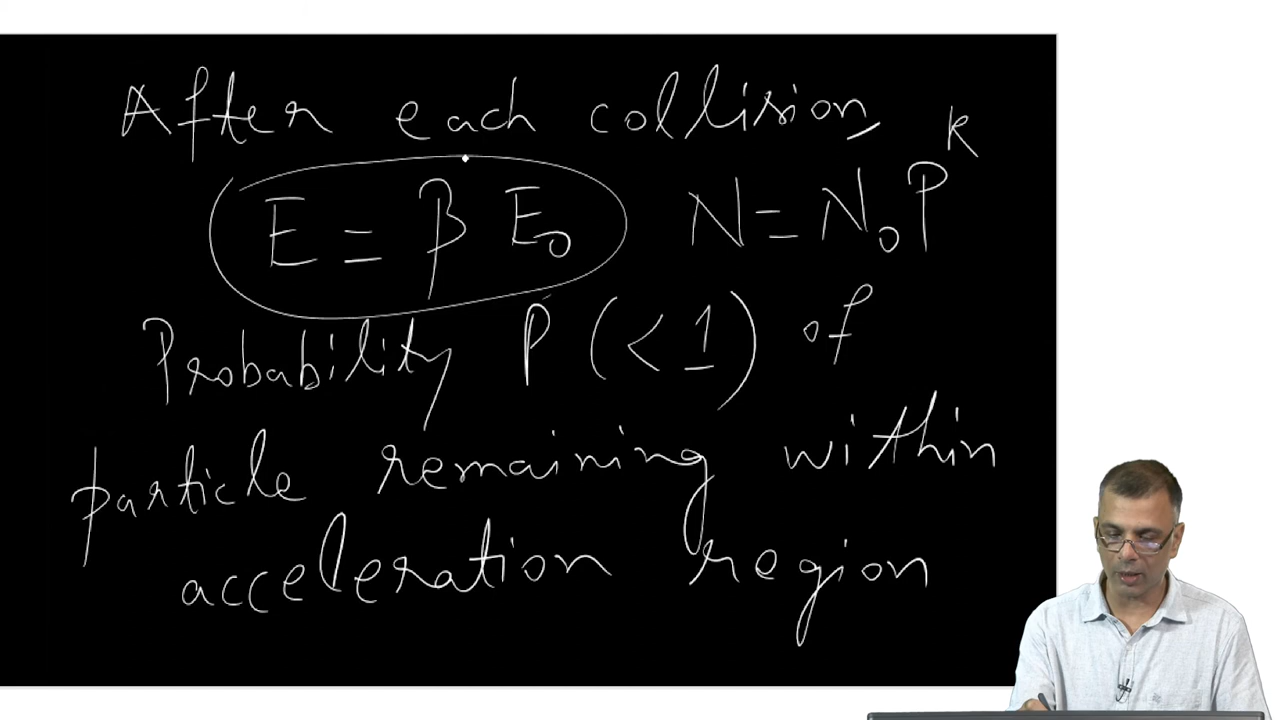 After each collision,
E = β E₀ N = N₀ P^k
Probability P (< 1) of
particle remaining within
acceleration region